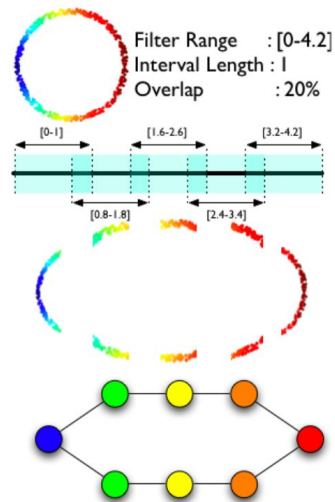 Filter Range : [0-4.2]
Interval Length : 1
Overlap : 20%
[0-1] [1.6-2.6] [3.2-4.2]
[0.8-1.8] [2.4-3.4]